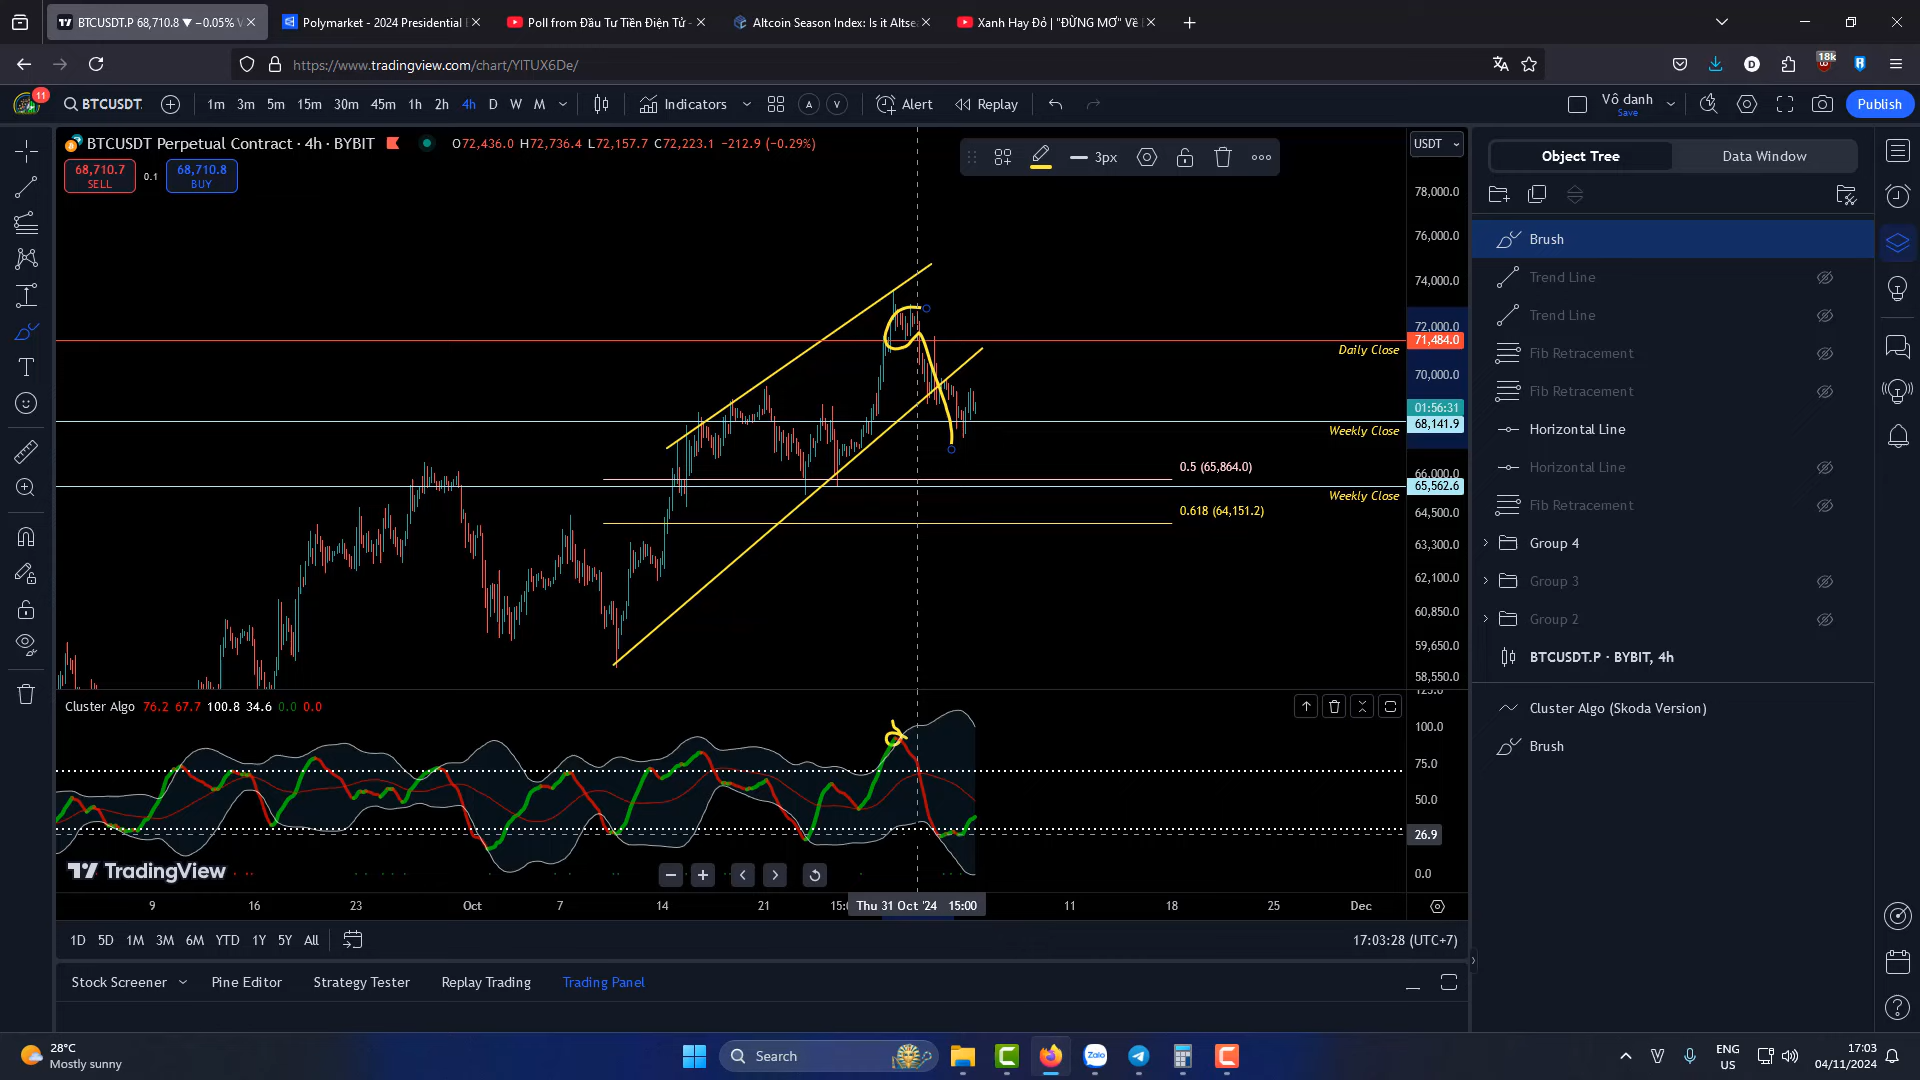 BTCUSDT.P 68,710.8 ▼ −0.05% V
Polymarket - 2024 Presidential E
Poll from Đầu Tư Tiền Điện Tử -
Altcoin Season Index: Is it Altse
Xanh Hay Đỏ | "ĐỪNG MƠ" Về
https://www.tradingview.com/chart/YITUX6De/
18k
11
BTCUSDT.
1m 3m 5m 15m 30m 45m 1h 2h 4h D W M
Indicators
A V
Alert
Replay
Vô danh
Save
Publish
BTCUSDT Perpetual Contract · 4h · BYBIT
O72,436.0 H72,736.4 L72,157.7 C72,223.1 −212.9 (−0.29%)
68,710.7
SELL
0.1
68,710.8
BUY
3px
USDT
78,000.0
76,000.0
74,000.0
72,000.0
71,484.0
Daily Close
70,000.0
01:56:31
68,141.9
Weekly Close
0.5 (65,864.0)
66,000.0
65,562.6
Weekly Close
0.618 (64,151.2)
64,500.0
63,300.0
62,100.0
60,850.0
59,650.0
58,550.0
Cluster Algo 76.2 67.7 100.8 34.6 0.0 0.0
125.0
100.0
75.0
50.0
26.9
0.0
TradingView
9 16 23 Oct 7 14 21 15:0
Thu 31 Oct '24 15:00
11 18 25 Dec
1D 5D 1M 3M 6M YTD 1Y 5Y All
17:03:28 (UTC+7)
Stock Screener
Pine Editor
Strategy Tester
Replay Trading
Trading Panel
Object Tree
Data Window
Brush
Trend Line
Trend Line
Fib Retracement
Fib Retracement
Horizontal Line
Horizontal Line
Fib Retracement
Group 4
Group 3
Group 2
BTCUSDT.P · BYBIT, 4h
Cluster Algo (Skoda Version)
Brush
28°C
Mostly sunny
Search
Zalo
ENG
US
17:03
04/11/2024